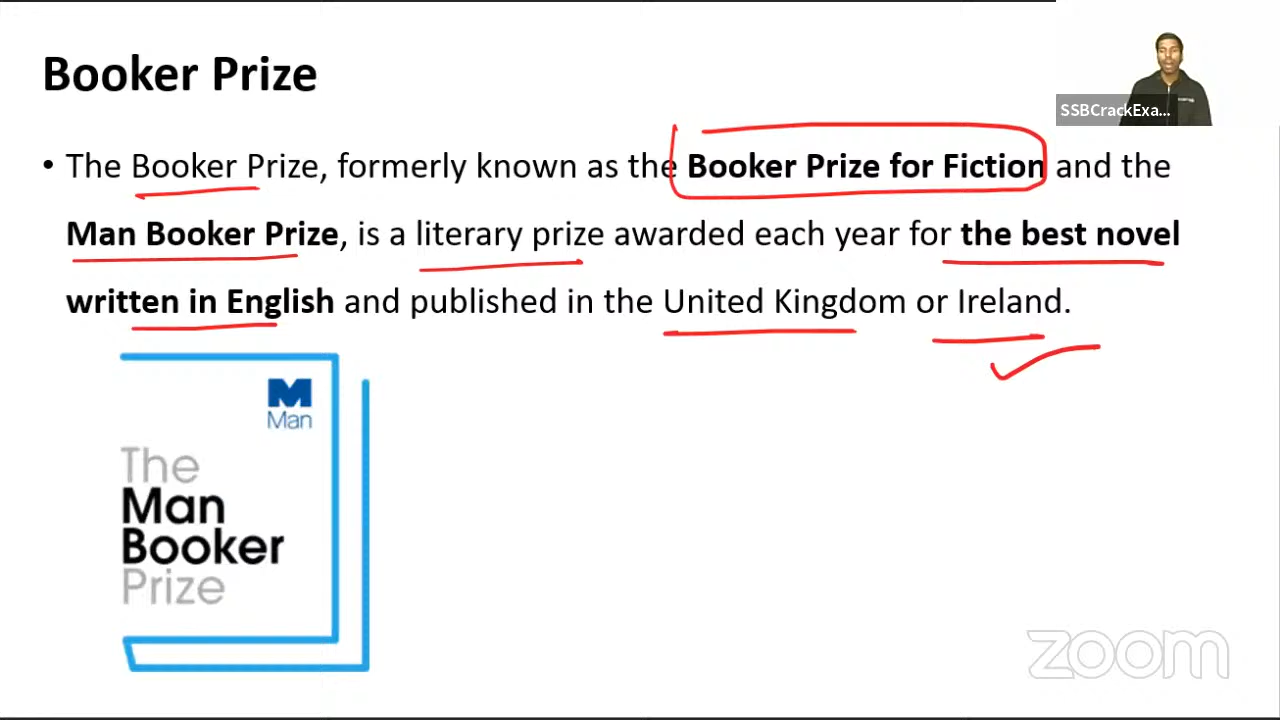 Booker Prize
SSBCrackExa...
• The Booker Prize, formerly known as the Booker Prize for Fiction and the
Man Booker Prize, is a literary prize awarded each year for the best novel
written in English and published in the United Kingdom or Ireland.
M
Man
The
Man
Booker
Prize
zoom